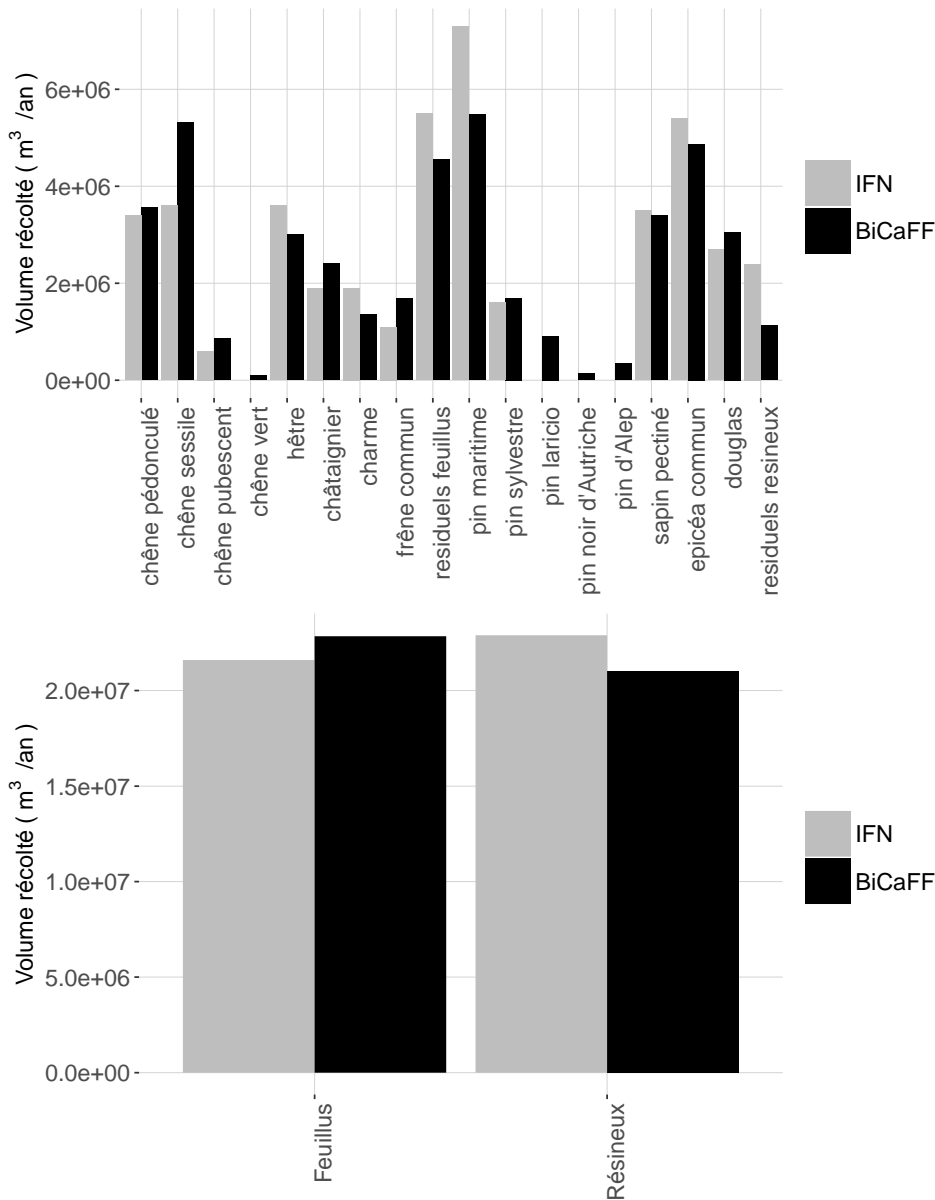 Volume récolté ( m³ /an )
6e+06
4e+06
2e+06
0e+00
chêne pédonculé
chêne sessile
chêne pubescent
chêne vert
hêtre
châtaignier
charme
frêne commun
residuels feuillus
pin maritime
pin sylvestre
pin laricio
pin noir d'Autriche
pin d'Alep
sapin pectiné
epicéa commun
douglas
residuels resineux
IFN
BiCaFF
Volume récolté ( m³ /an )
2.0e+07
1.5e+07
1.0e+07
5.0e+06
0.0e+00
Feuillus
Résineux
IFN
BiCaFF